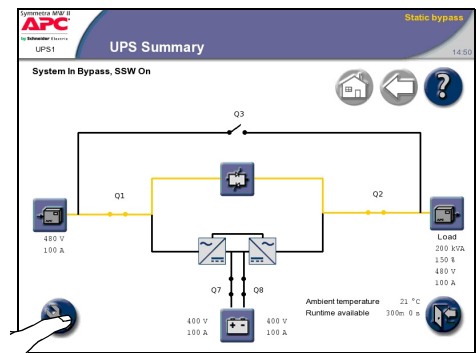 Symmetra MW II
APC
by Schneider Electric
UPS1
UPS Summary
Static bypass
14:50
System In Bypass, SSW On
Q3
Q1
Q2
480 V
100 A
Load
200 kVA
150 %
480 V
100 A
Q7
Q8
400 V
100 A
400 V
100 A
Ambient temperature 21 °C
Runtime available 300m 0 s